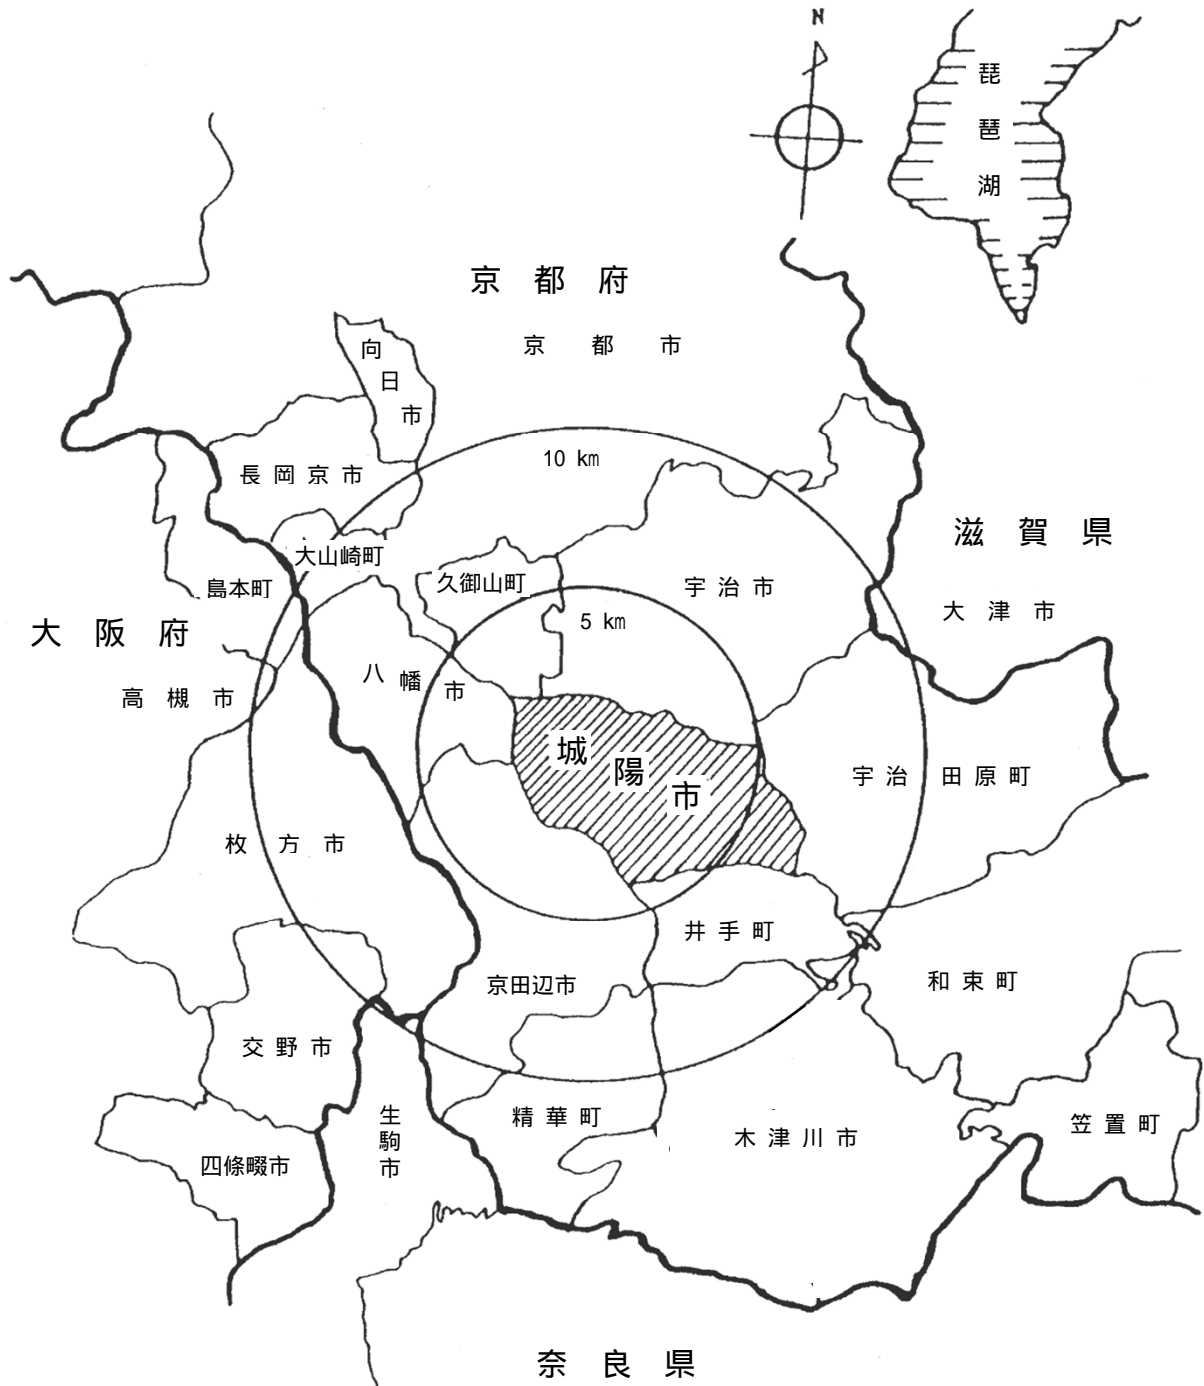 N
琵琶湖
京都府
京都市
向日市
10 km
長岡京市
滋賀県
大山崎町
久御山町
宇治市
島本町
大津市
5 km
大阪府
八幡市
高槻市
城陽市
宇治田原町
枚方市
井手町
京田辺市
和束町
交野市
生駒市
精華町
木津川市
笠置町
四條畷市
奈良県